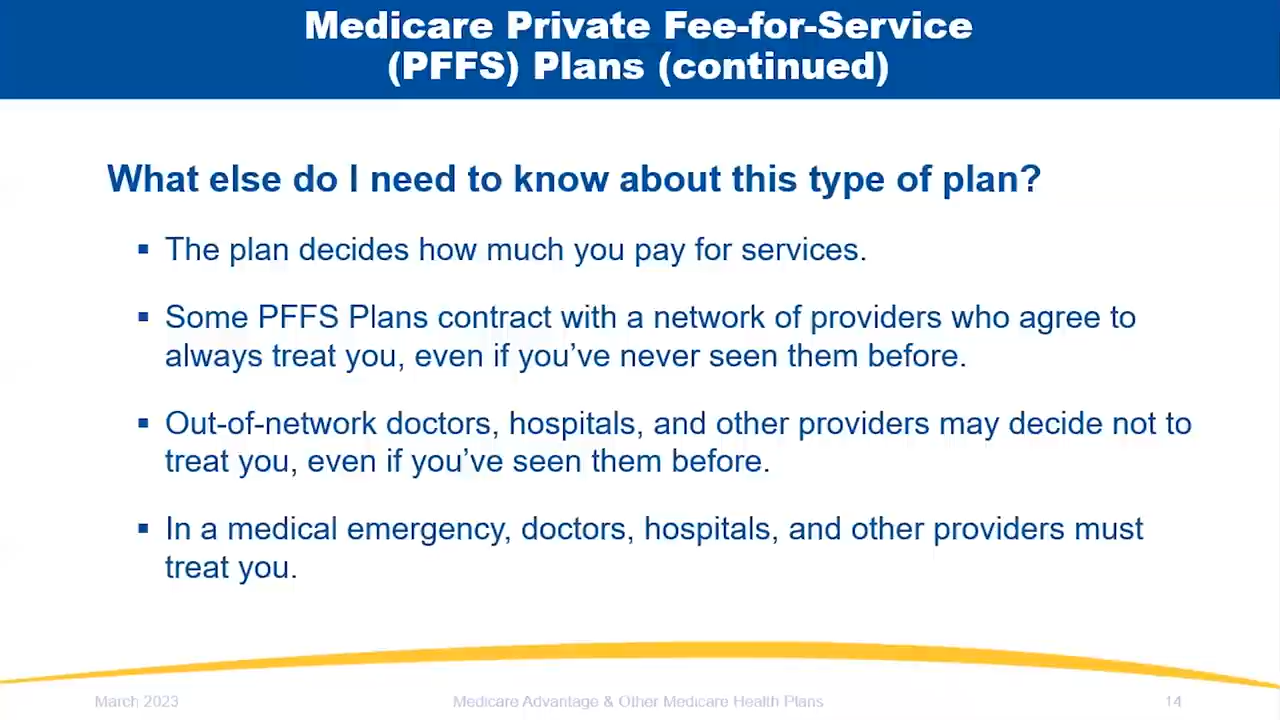 Medicare Private Fee-for-Service
(PFFS) Plans (continued)
What else do I need to know about this type of plan?
▪ The plan decides how much you pay for services.
▪ Some PFFS Plans contract with a network of providers who agree to
always treat you, even if you’ve never seen them before.
▪ Out-of-network doctors, hospitals, and other providers may decide not to
treat you, even if you’ve seen them before.
▪ In a medical emergency, doctors, hospitals, and other providers must
treat you.
March 2023
Medicare Advantage & Other Medicare Health Plans
14